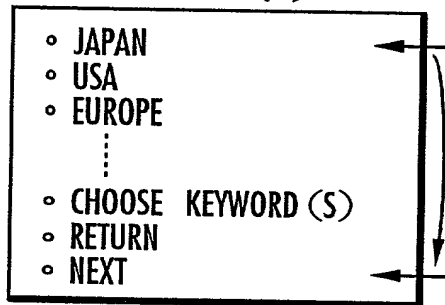 ∘ JAPAN
∘ USA
∘ EUROPE
∘ CHOOSE KEYWORD (S)
∘ RETURN
∘ NEXT